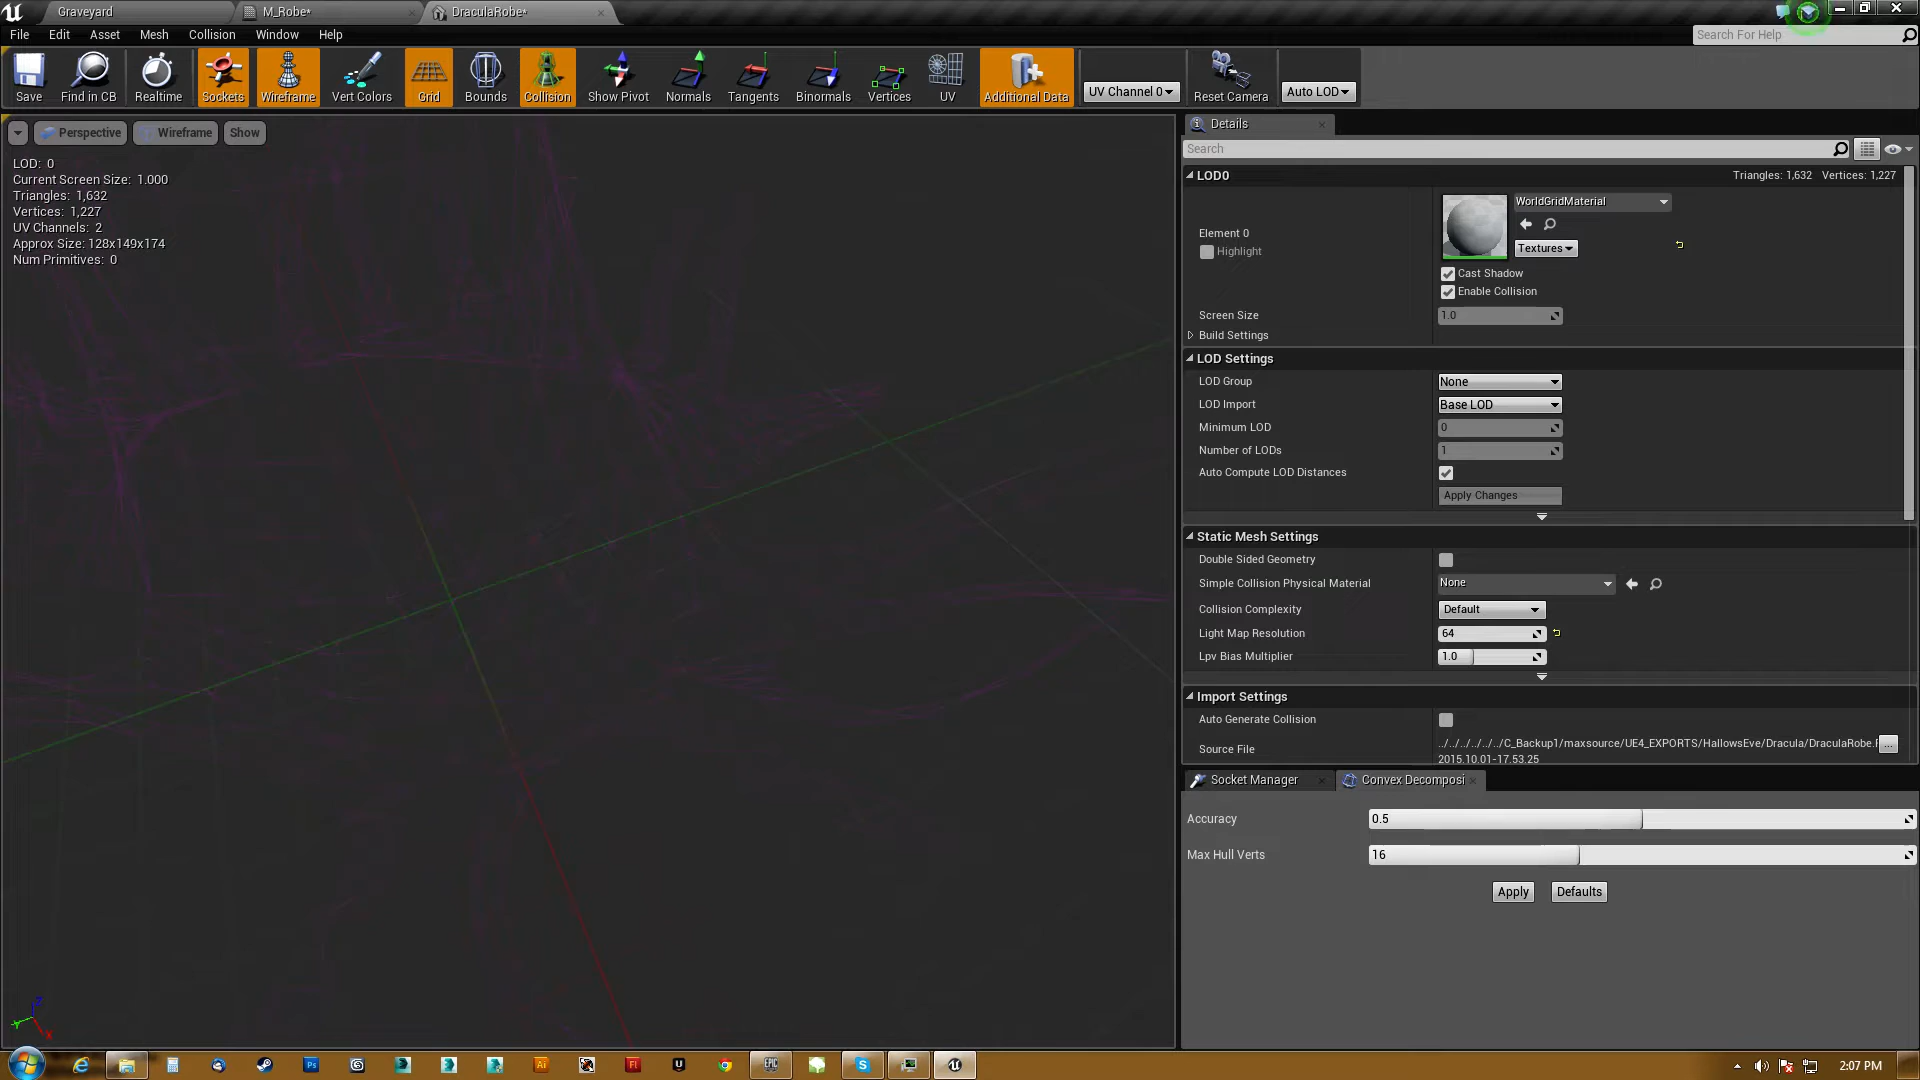 Graveyard
M_Robe*
DraculaRobe*
File Edit Asset Mesh Collision Window Help
Search For Help
Save
Find in CB
Realtime
Sockets
Wireframe
Vert Colors
Grid
Bounds
Collision
Show Pivot
Normals
Tangents
Binormals
Vertices
UV
Additional Data
UV Channel 0
Reset Camera
Auto LOD
Perspective
Wireframe
Show
LOD: 0
Current Screen Size: 1.000
Triangles: 1,632
Vertices: 1,227
UV Channels: 2
Approx Size: 128x149x174
Num Primitives: 0
Z
Y
X
Details
Search
LOD0
Triangles: 1,632 Vertices: 1,227
Element 0
Highlight
WorldGridMaterial
Textures
Cast Shadow
Enable Collision
Screen Size
1.0
Build Settings
LOD Settings
LOD Group
None
LOD Import
Base LOD
Minimum LOD
0
Number of LODs
1
Auto Compute LOD Distances
Apply Changes
Static Mesh Settings
Double Sided Geometry
Simple Collision Physical Material
None
Collision Complexity
Default
Light Map Resolution
64
Lpv Bias Multiplier
1.0
Import Settings
Auto Generate Collision
Source File
../../../../../../C_Backup1/maxsource/UE4_EXPORTS/HallowsEve/Dracula/DraculaRobe.
...
2015.10.01-17.53.25
Socket Manager
Convex Decomposi
Accuracy
0.5
Max Hull Verts
16
Apply
Defaults
Ps
Ai
Fl
EPIC
2:07 PM